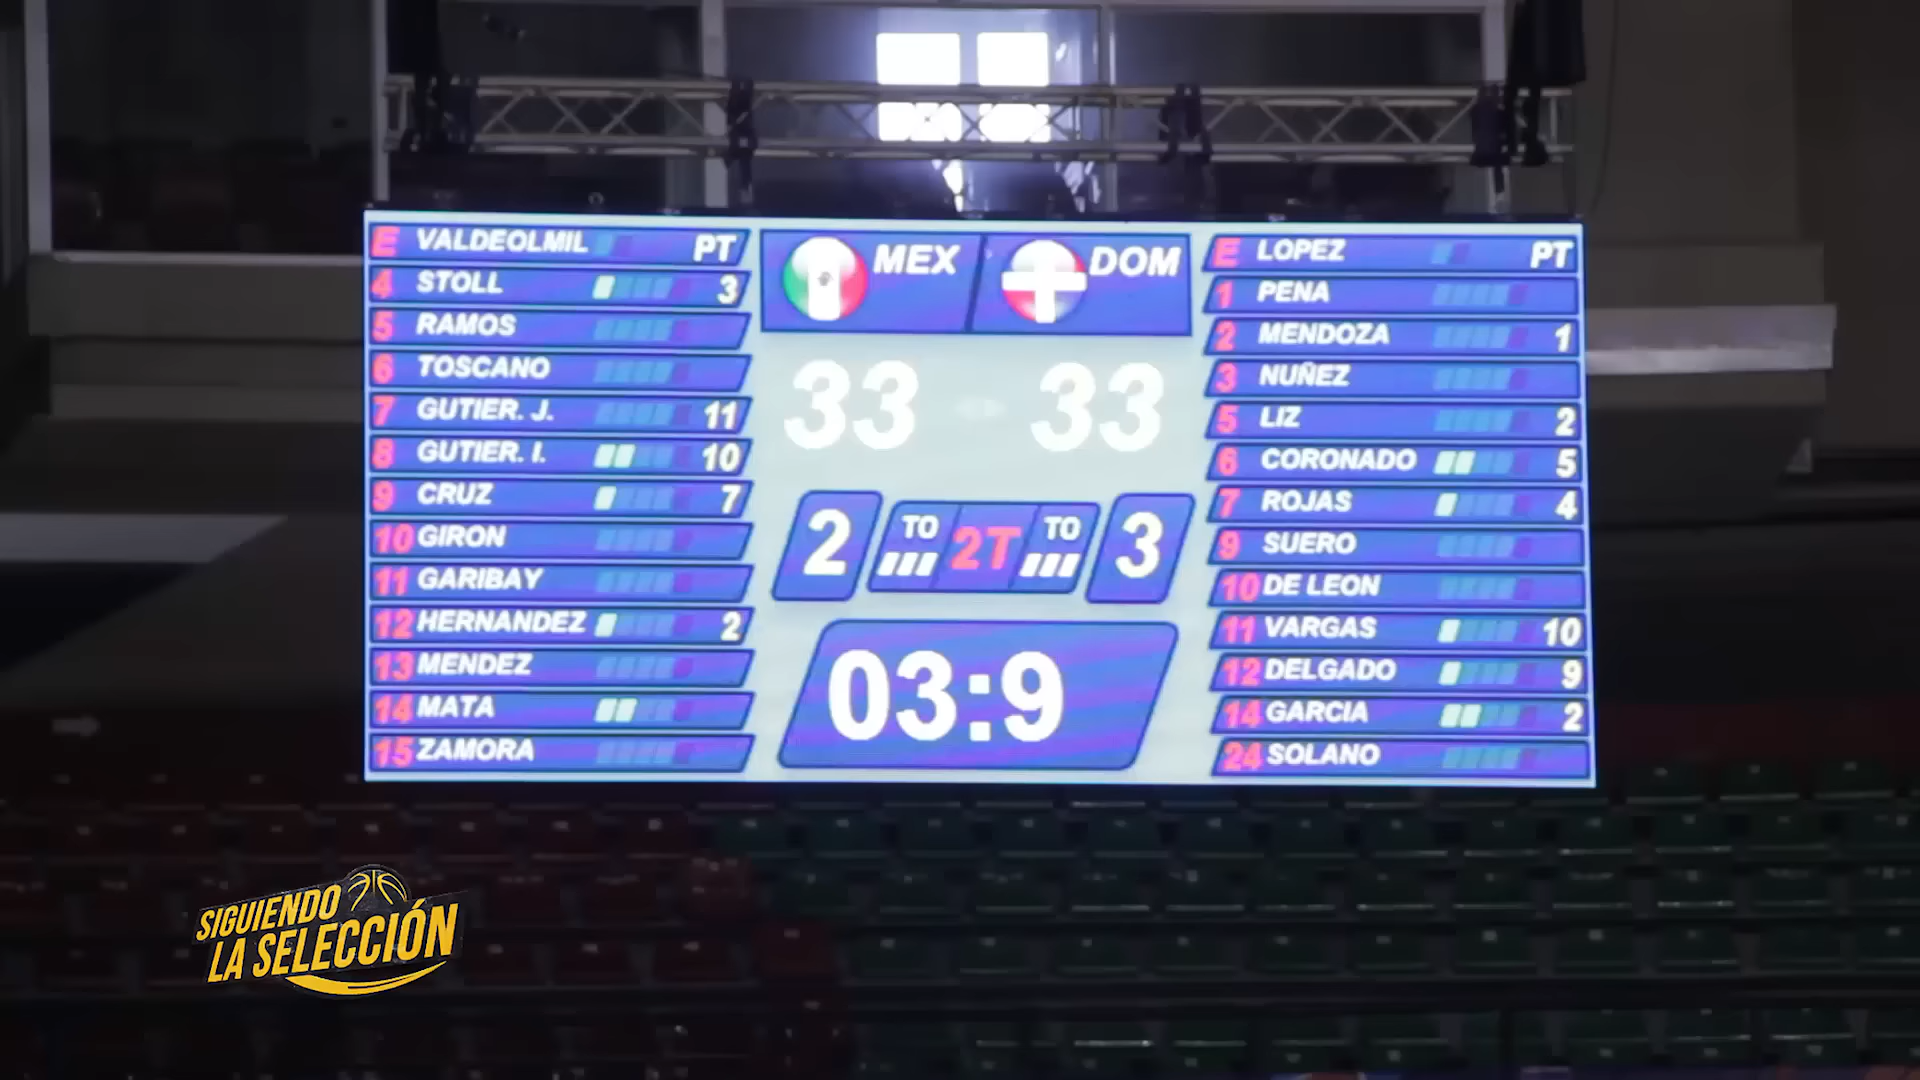 E VALDEOLMIL PT
4 STOLL 3
5 RAMOS
6 TOSCANO
7 GUTIER. J. 11
8 GUTIER. I. 10
9 CRUZ 7
10 GIRON
11 GARIBAY
12 HERNANDEZ 2
13 MENDEZ
14 MATA
15 ZAMORA
MEX DOM
33 - 33
2 TO 2T TO 3
03:9
E LOPEZ PT
1 PENA
2 MENDOZA 1
3 NUÑEZ
5 LIZ 2
6 CORONADO 5
7 ROJAS 4
9 SUERO
10 DE LEON
11 VARGAS 10
12 DELGADO 9
14 GARCIA 2
24 SOLANO
SIGUIENDO
LA SELECCIÓN